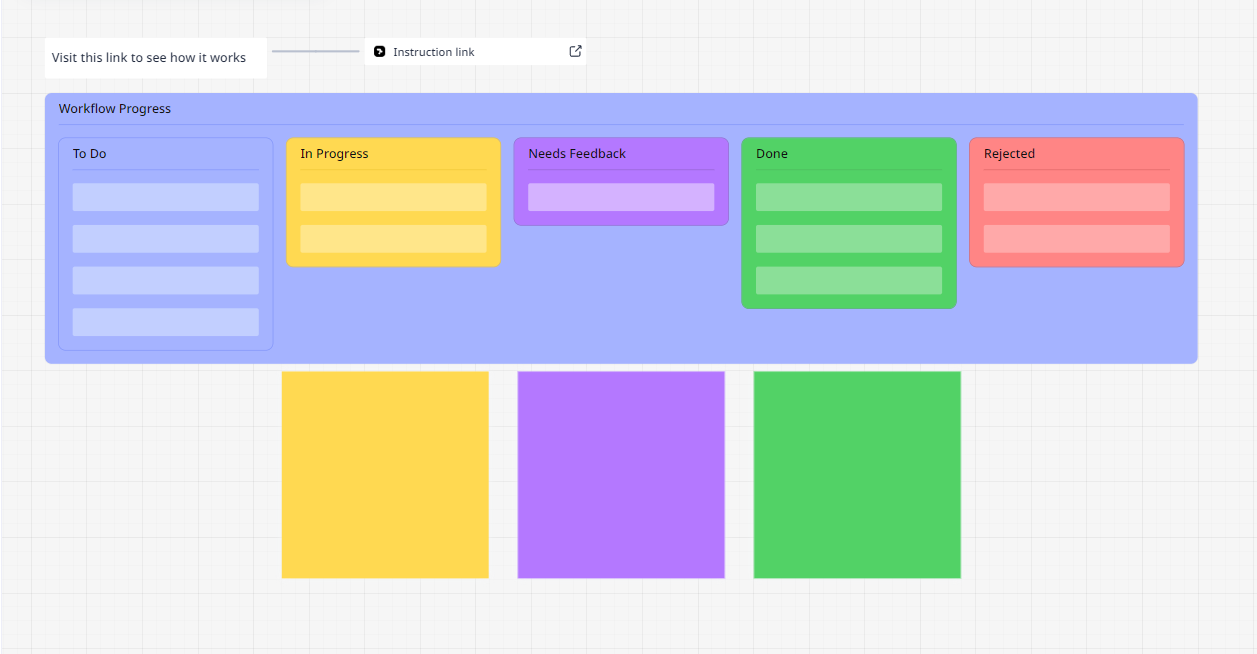 Visit this link to see how it works
Instruction link
Workflow Progress
To Do
In Progress
Needs Feedback
Done
Rejected